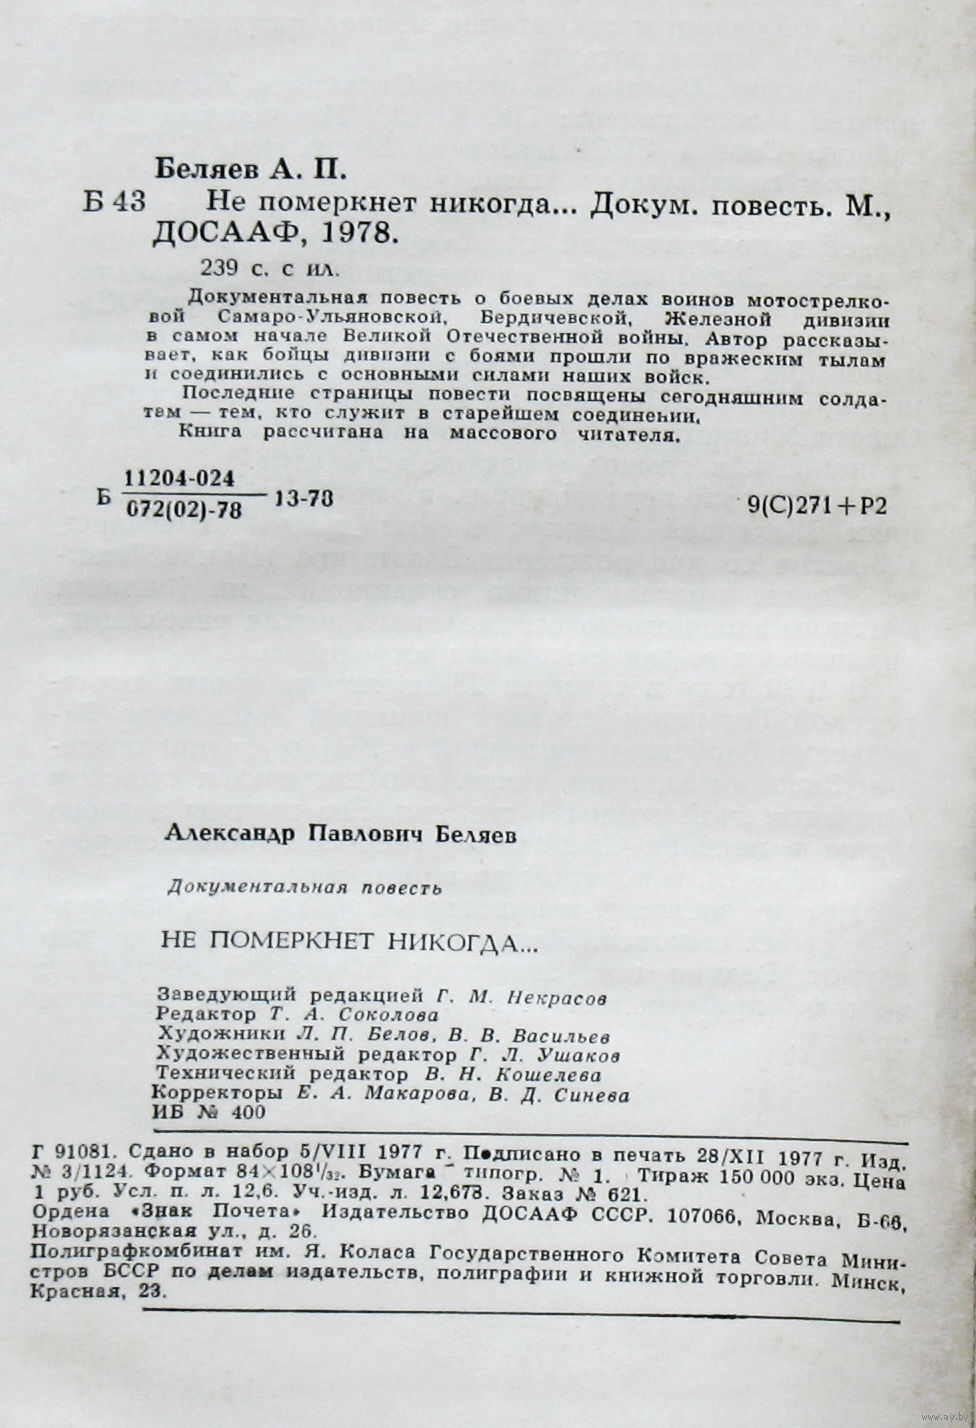 Беляев А. П.
Б 43 Не померкнет никогда... Докум. повесть. М.,
ДОСААФ, 1978.
239 с. с ил.
Документальная повесть о боевых делах воинов мотострелко-
вой Самаро-Ульяновской, Бердичевской, Железной дивизии
в самом начале Великой Отечественной войны. Автор рассказы-
вает, как бойцы дивизии с боями прошли по вражеским тылам
и соединились с основными силами наших войск.
Последние страницы повести посвящены сегодняшним солда-
там — тем, кто служит в старейшем соединении.
Книга рассчитана на массового читателя.
11204-024
Б 072(02)-78 13-78 9(С)271+Р2
Александр Павлович Беляев
Документальная повесть
НЕ ПОМЕРКНЕТ НИКОГДА...
Заведующий редакцией Г. М. Некрасов
Редактор Т. А. Соколова
Художники Л. П. Белов, В. В. Васильев
Художественный редактор Г. Л. Ушаков
Технический редактор В. Н. Кошелева
Корректоры Е. А. Макарова, В. Д. Синева
ИБ № 400
Г 91081. Сдано в набор 5/VIII 1977 г. Подписано в печать 28/XII 1977 г. Изд.
№ 3/1124. Формат 84×108¹/₃₂. Бумага типогр. № 1. Тираж 150 000 экз. Цена
1 руб. Усл. п. л. 12,6. Уч.-изд. л. 12,673. Заказ № 621.
Ордена «Знак Почета» Издательство ДОСААФ СССР. 107066, Москва, Б-66,
Новорязанская ул., д. 26.
Полиграфкомбинат им. Я. Коласа Государственного Комитета Совета Мини-
стров БССР по делам издательств, полиграфии и книжной торговли. Минск,
Красная, 23.
www.ay.by